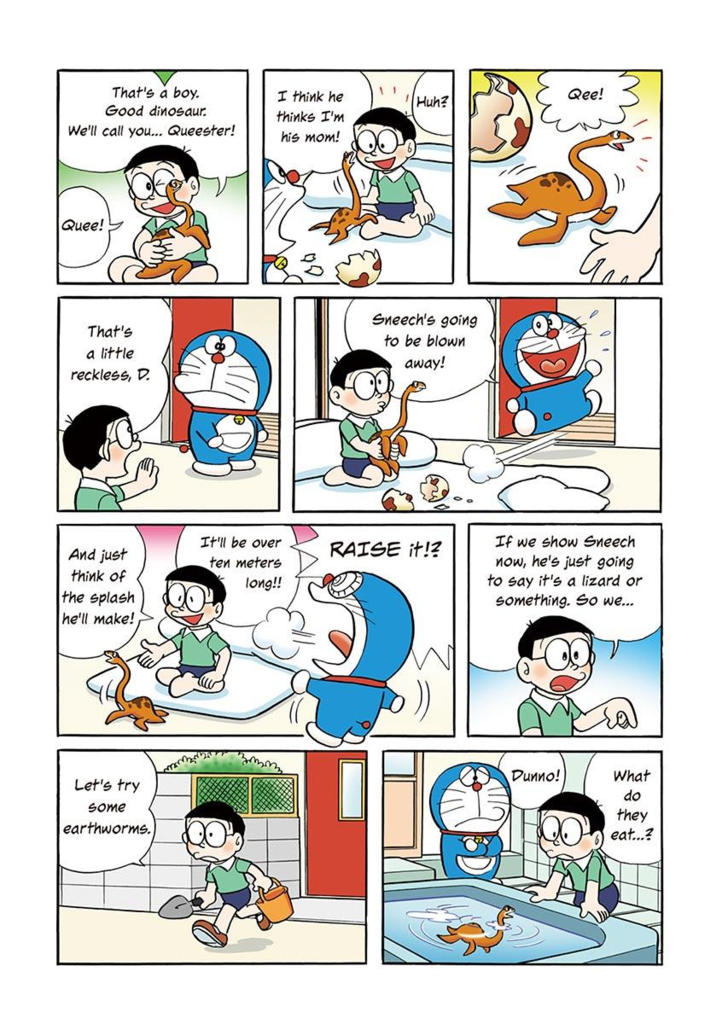 Qee!
Huh?
I think he
thinks I'm
his mom!
That's a boy.
Good dinosaur.
We'll call you... Queester!
Quee!
Sneech's going
to be blown
away!
That's
a little
reckless, D.
If we show Sneech
now, he's just going
to say it's a lizard or
something. So we...
RAISE it!?
It'll be over
ten meters
long!!
And just
think of
the splash
he'll make!
What
do
they
eat...?
Dunno!
Let's try
some
earthworms.